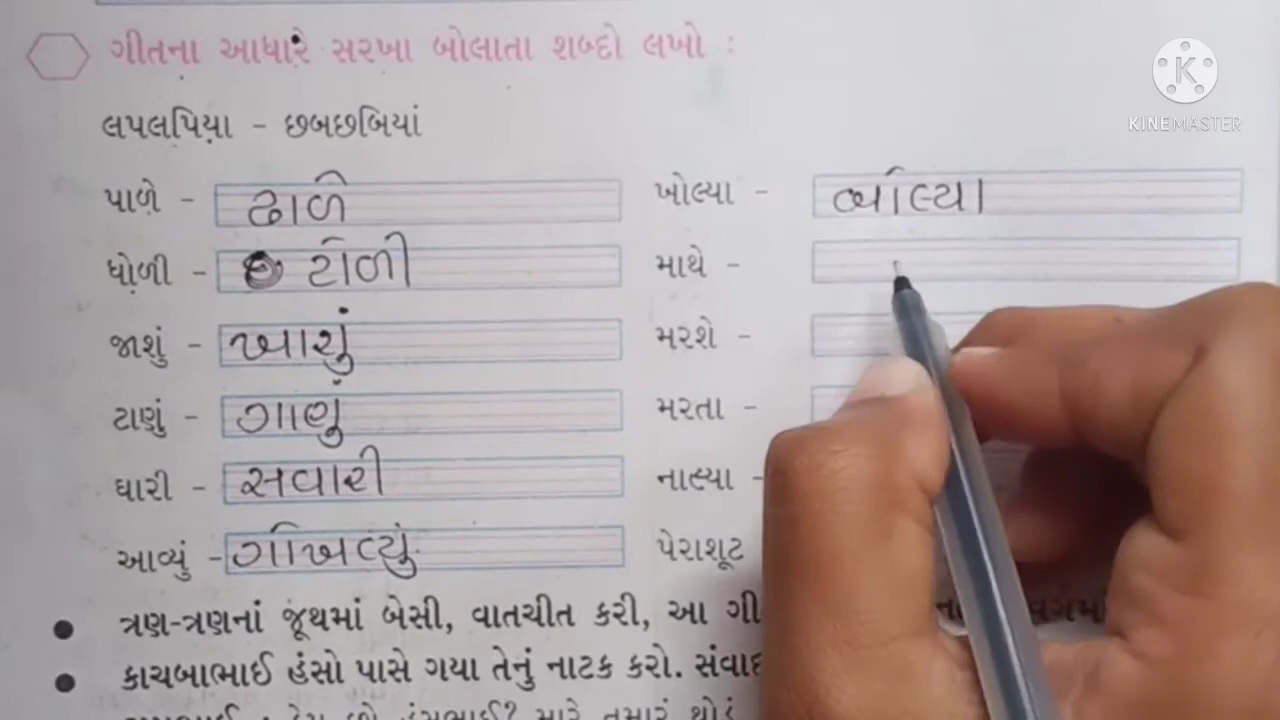 ગીતના આધારે સરખા બોલાતા શબ્દો લખો :
K
KINEMASTER
લપલપિયા - છબછબિયાં
પાળે - ઢાળે ખોલ્યા -
ધોળી - ટોળી માથે -
જાશું - ખાશું મરશે -
ટાણું - ગાણું મરતા -
ઘારી - સવારી નાહ્યા -
આવ્યું - ગોખવ્યું પેરાશૂટ
ત્રણ-ત્રણનાં જૂથમાં બેસી, વાતચીત કરી, આ
કાચબાભાઈ હંસો પાસે ગયા તેનું નાટક કરો.